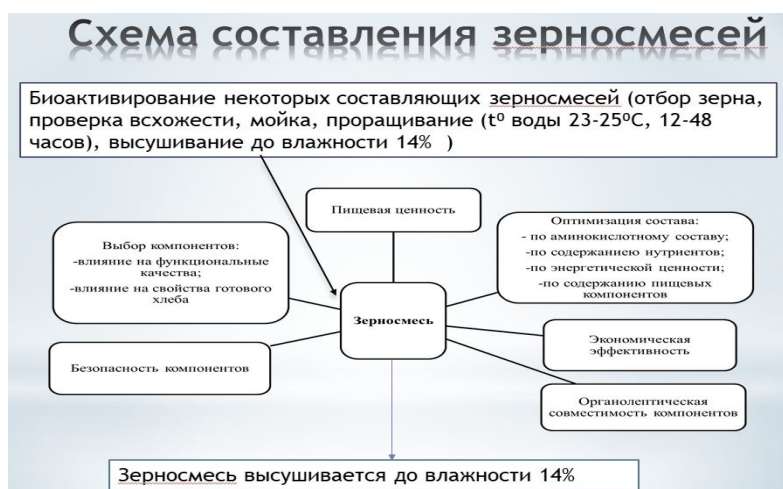 Схема составления зерносмесей
Биоактивирование некоторых составляющих зерносмесей (отбор зерна,
проверка всхожести, мойка, проращивание (t⁰ воды 23-25⁰С, 12-48
часов), высушивание до влажности 14% )
Пищевая ценность
Выбор компонентов:
-влияние на функциональные
качества;
-влияние на свойства готового
хлеба
Оптимизация состава:
- по аминокислотному составу;
-по содержанию нутриентов;
-по энергетической ценности;
-по содержанию пищевых
компонентов
Зерносмесь
Безопасность компонентов
Экономическая
эффективность
Органолептическая
совместимость компонентов
Зерносмесь высушивается до влажности 14%